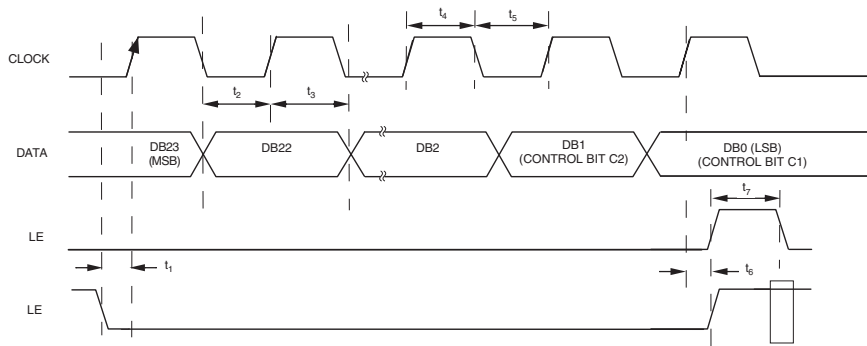 t4 t5
CLOCK
t2 t3
DATA
DB23
(MSB)
DB22
DB2
DB1
(CONTROL BIT C2)
DB0 (LSB)
(CONTROL BIT C1)
t7
LE
t1
t6
LE